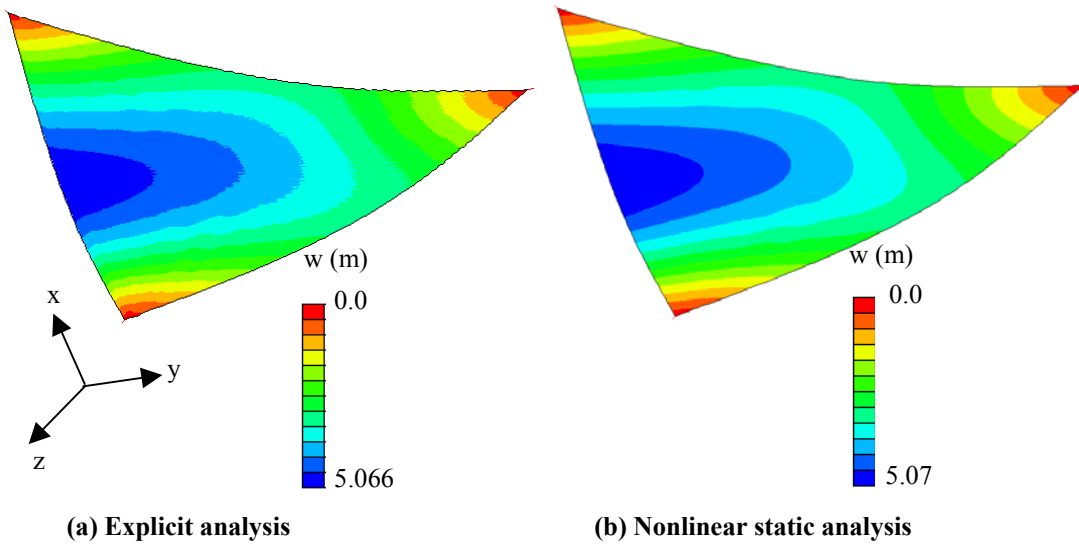 w (m)
0.0
5.066
x
y
z
(a) Explicit analysis
w (m)
0.0
5.07
(b) Nonlinear static analysis